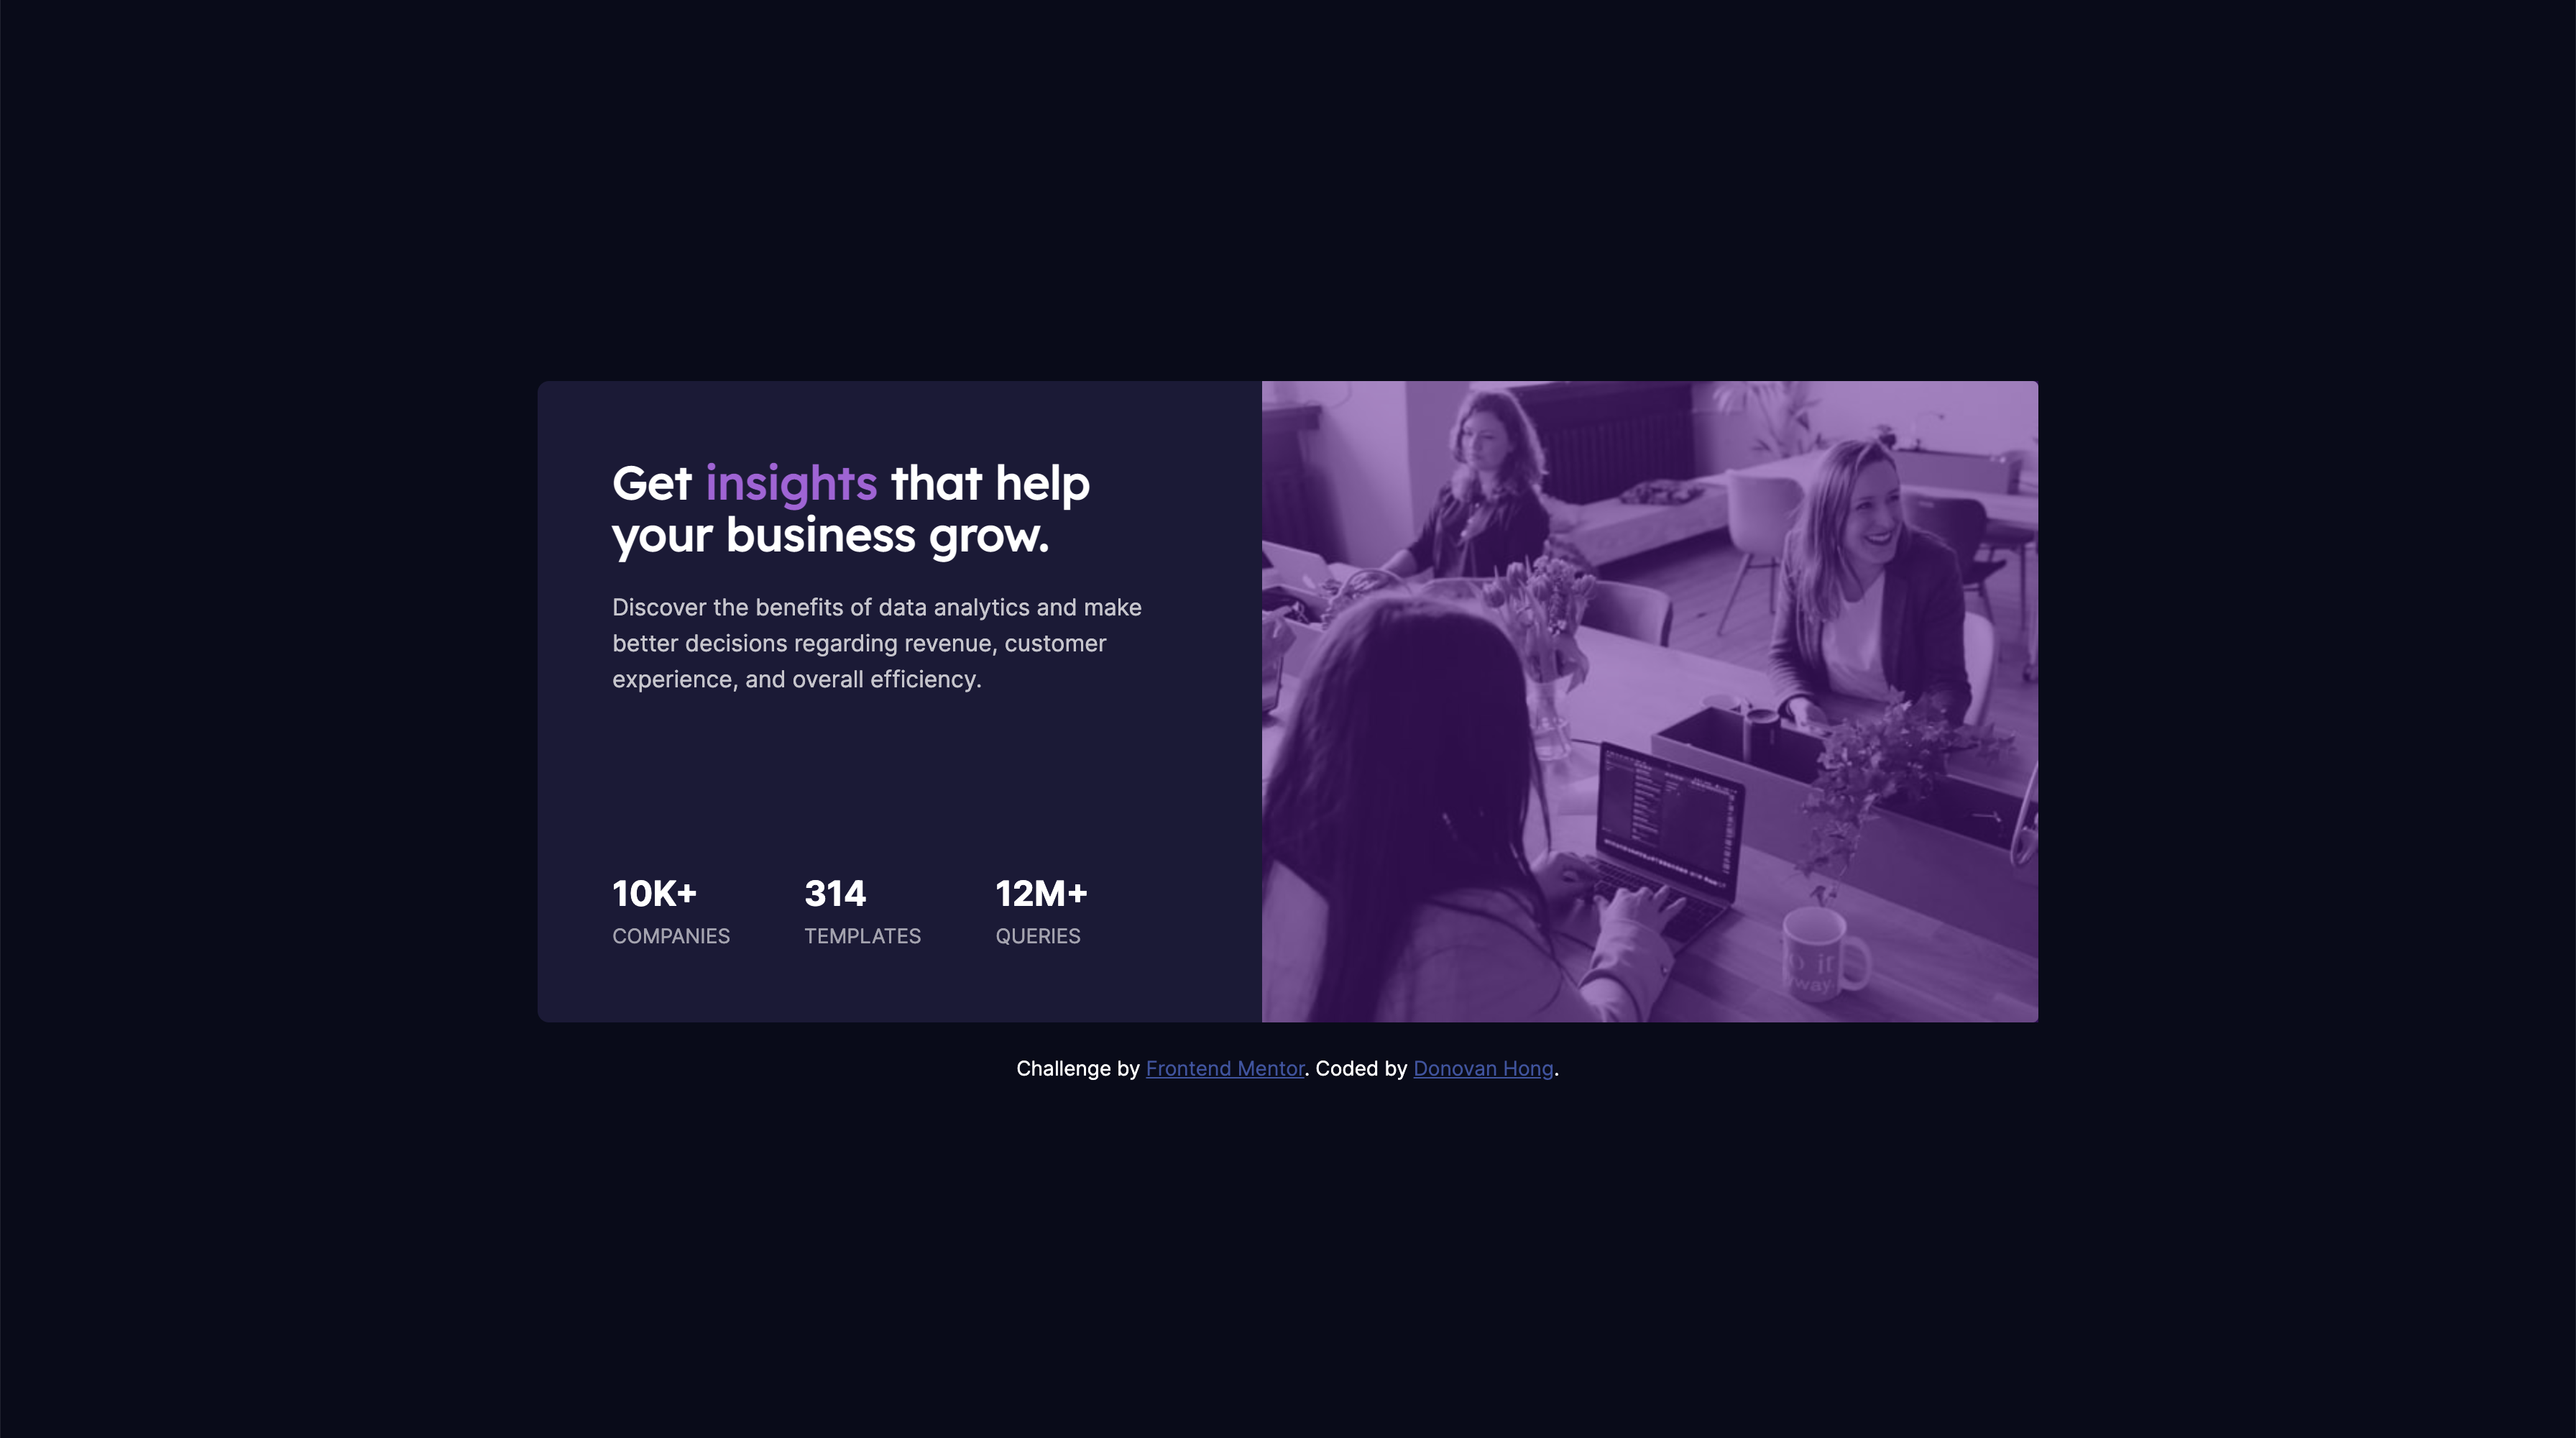 Get insights that help
your business grow.
Discover the benefits of data analytics and make
better decisions regarding revenue, customer
experience, and overall efficiency.
10K+ 314 12M+
COMPANIES TEMPLATES QUERIES
it
way
Challenge by Frontend Mentor. Coded by Donovan Hong.